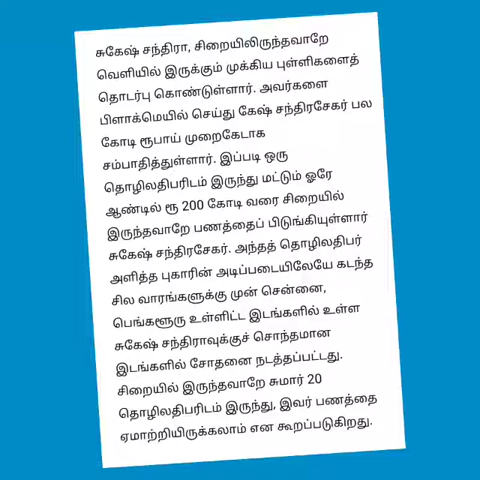 சுகேஷ் சந்திரா, சிறையிலிருந்தவாறே
வெளியில் இருக்கும் முக்கிய புள்ளிகளைத்
தொடர்பு கொண்டுள்ளார். அவர்களை
பிளாக்மெயில் செய்து கேஷ் சந்திரசேகர் பல
கோடி ரூபாய் முறைகேடாக
சம்பாதித்துள்ளார். இப்படி ஒரு
தொழிலதிபரிடம் இருந்து மட்டும் ஓரே
ஆண்டில் ரூ 200 கோடி வரை சிறையில்
இருந்தவாறே பணத்தைப் பிடுங்கியுள்ளார்
சுகேஷ் சந்திரசேகர். அந்தத் தொழிலதிபர்
அளித்த புகாரின் அடிப்படையிலேயே கடந்த
சில வாரங்களுக்கு முன் சென்னை,
பெங்களூரு உள்ளிட்ட இடங்களில் உள்ள
சுகேஷ் சந்திராவுக்குச் சொந்தமான
இடங்களில் சோதனை நடத்தப்பட்டது.
சிறையில் இருந்தவாறே சுமார் 20
தொழிலதிபரிடம் இருந்து, இவர் பணத்தை
ஏமாற்றியிருக்கலாம் என கூறப்படுகிறது.